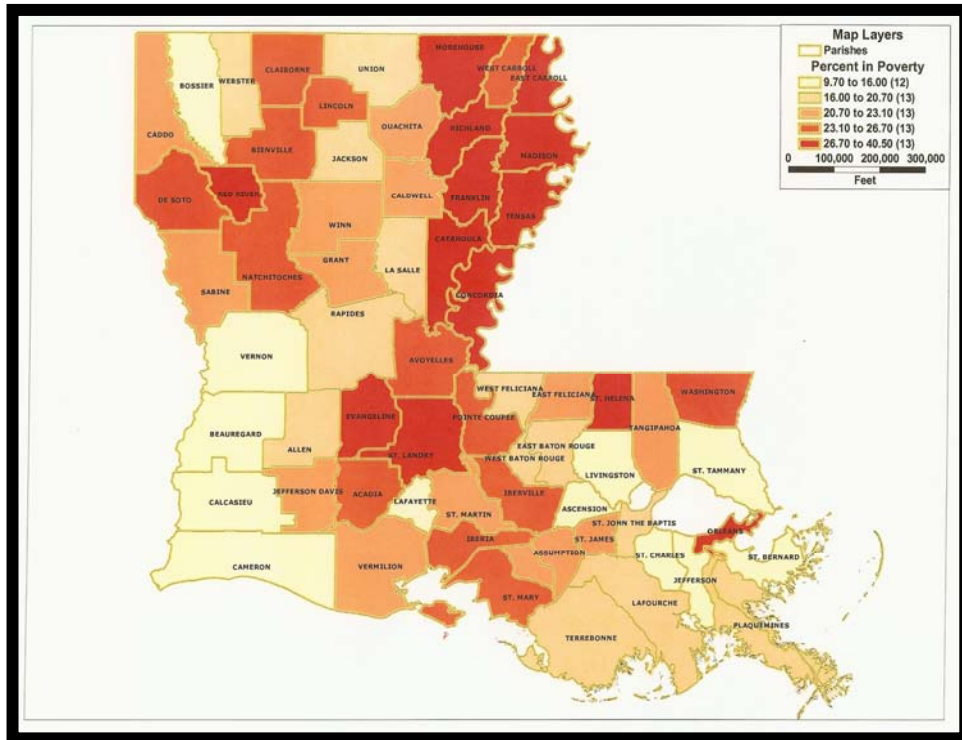 Map Layers
Parishes
Percent in Poverty
9.70 to 16.00 (12)
16.00 to 20.70 (13)
20.70 to 23.10 (13)
23.10 to 26.70 (13)
26.70 to 40.50 (13)
0 100,000 200,000 300,000
Feet
MOREHOUSE
UNION
CLAIBORNE
WEST CARROLL
EAST CARROLL
WEBSTER
BOSSIER
LINCOLN
OUACHITA
RICHLAND
CADDO
BIENVILLE
MADISON
JACKSON
RED RIVER
CALDWELL
FRANKLIN
DE SOTO
TENSAS
WINN
CATAHOULA
GRANT
LA SALLE
NATCHITOCHES
SABINE
CONCORDIA
RAPIDES
VERNON
AVOYELLES
WEST FELICIANA
EAST FELICIANA
ST. HELENA
WASHINGTON
EVANGELINE
POINTE COUPEE
TANGIPAHOA
BEAUREGARD
EAST BATON ROUGE
ALLEN
ST. LANDRY
WEST BATON ROUGE
LIVINGSTON
ST. TAMMANY
JEFFERSON DAVIS
ACADIA
IBERVILLE
CALCASIEU
LAFAYETTE
ASCENSION
ST. MARTIN
ST. JOHN THE BAPTIS
ORLEANS
IBERIA
ST. JAMES
ASSUMPTION
ST. CHARLES
ST. BERNARD
CAMERON
VERMILION
JEFFERSON
ST. MARY
LAFOURCHE
PLAQUEMINES
TERREBONNE